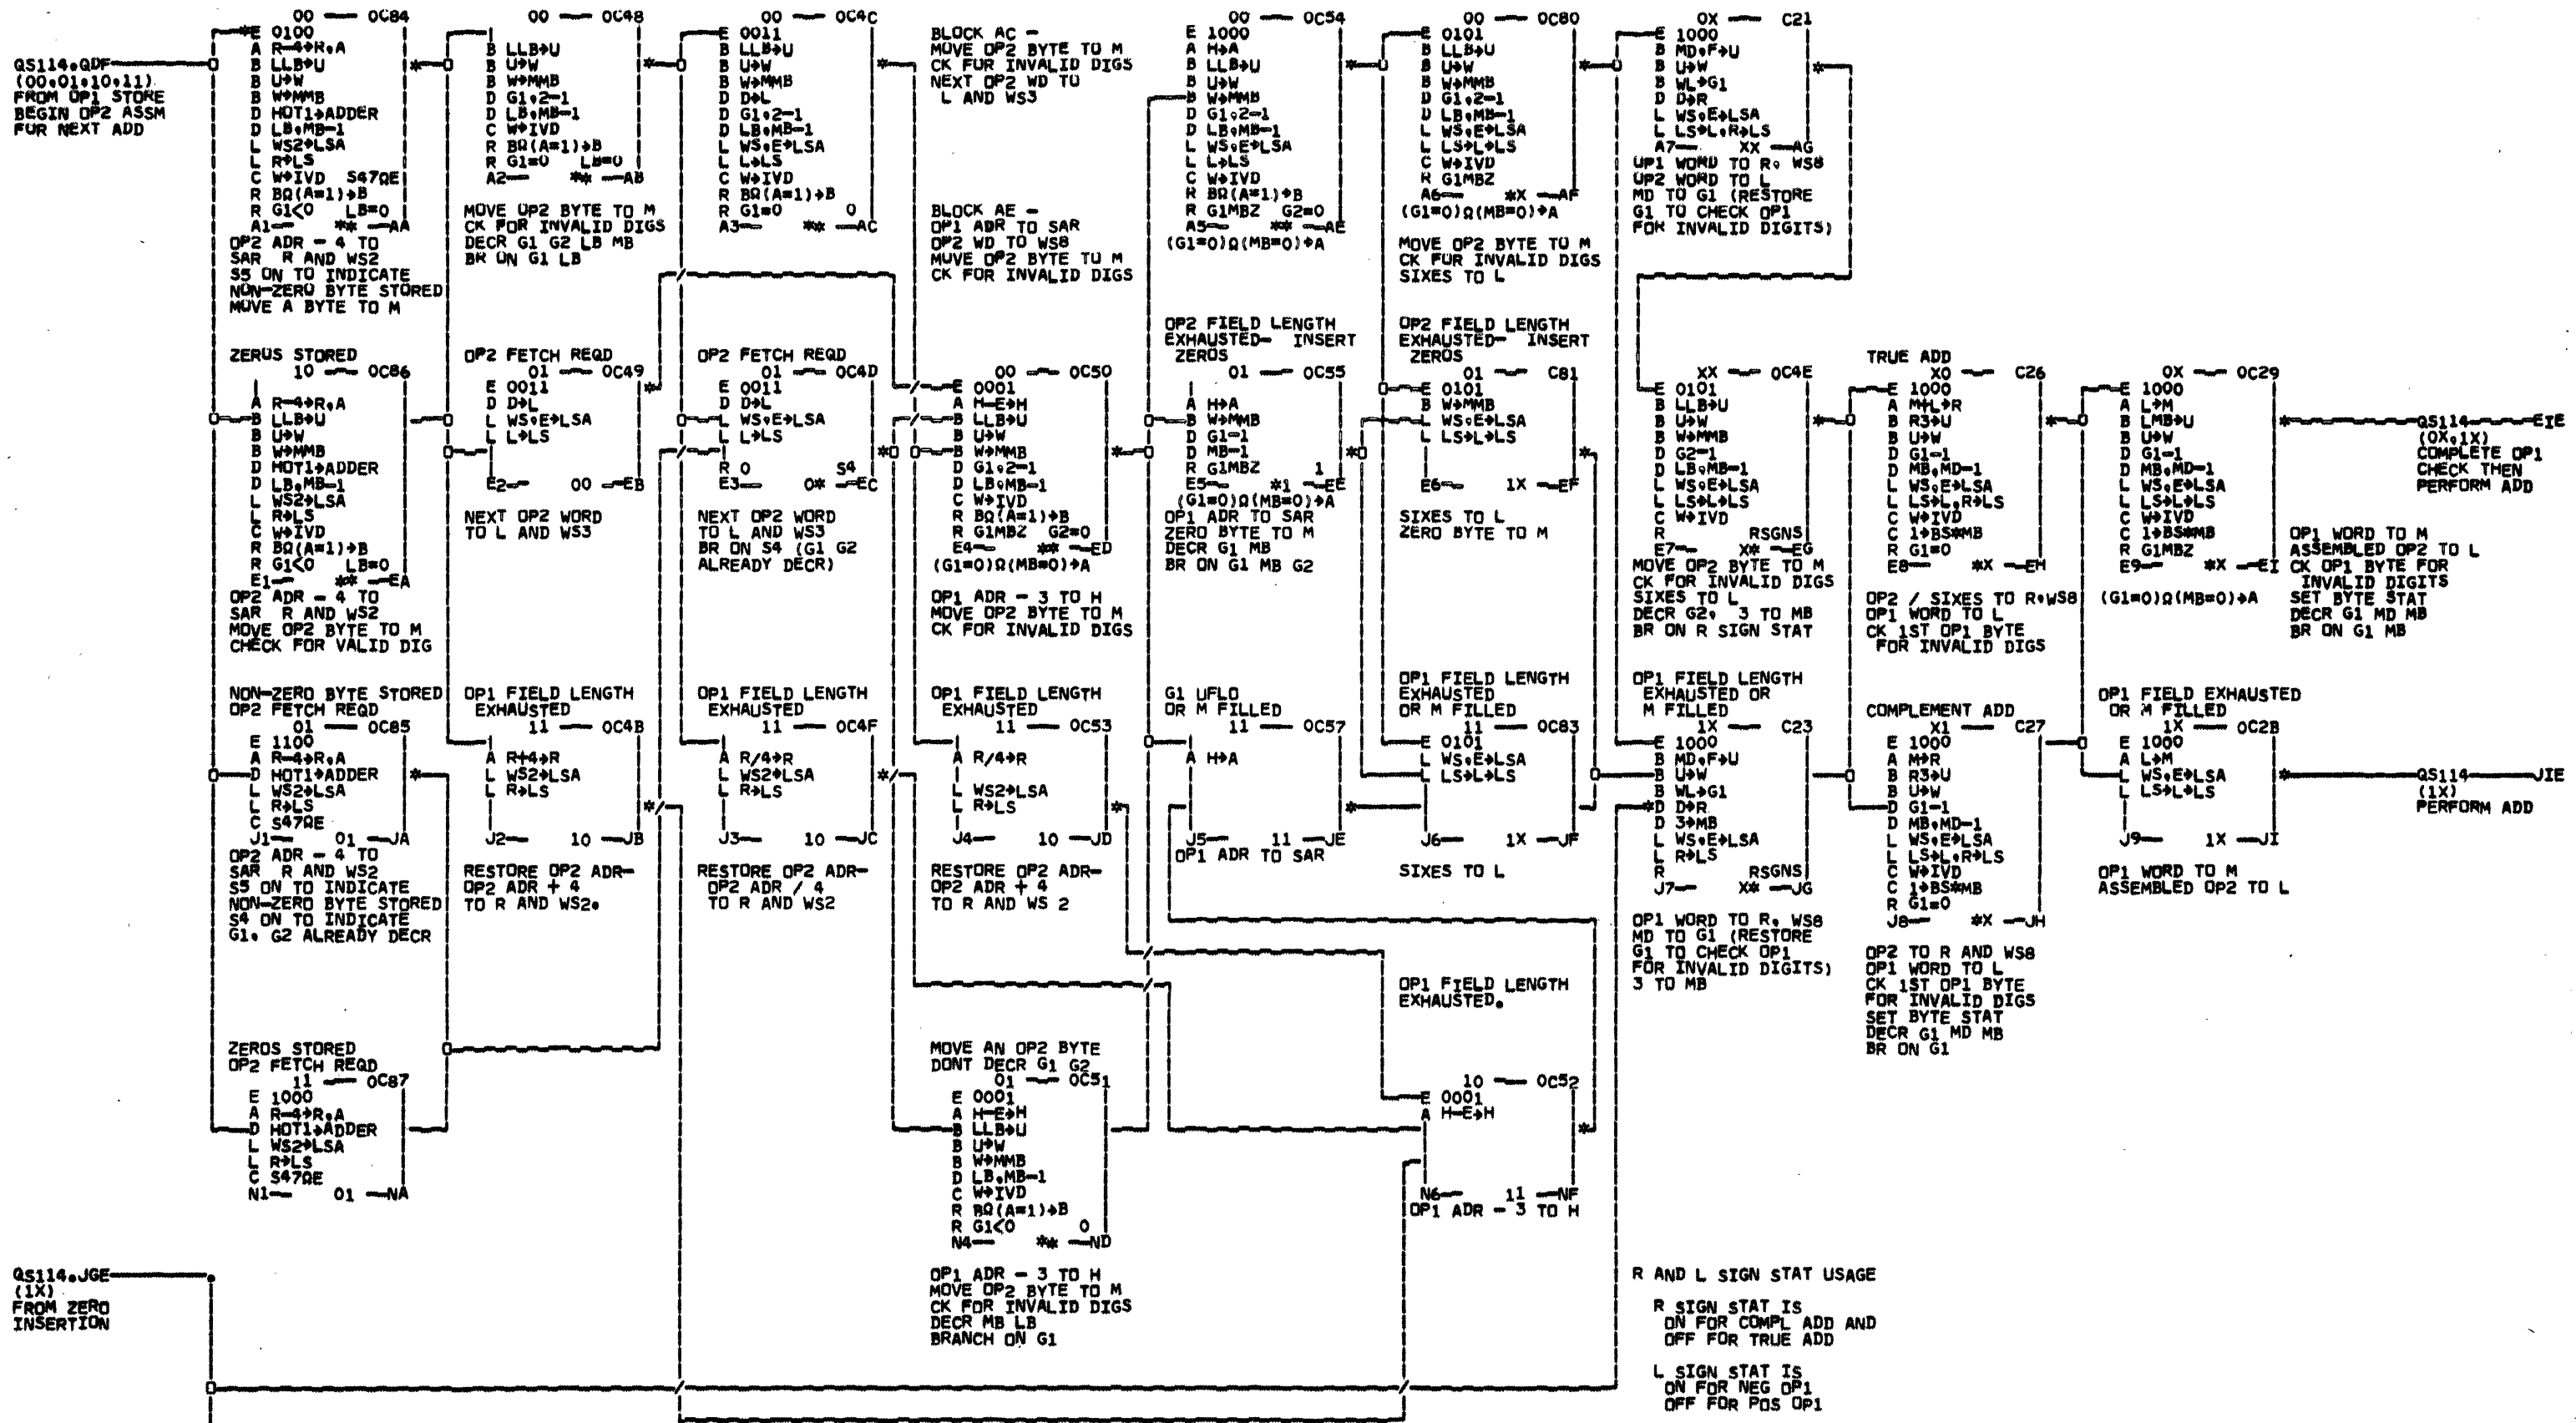 QS114.QDF
(00,01,10,11)
FROM OP1 STORE
BEGIN OP2 ASSM
FUR NEXT ADD
00 — 0C84
E 0100
A R-4→R,A
B LLB→U
B U→W
B W→MMB
D HOT1→ADDER
D LB,MB-1
L WS2→LSA
L R→LS
C W→IVD S47ΩE
R BΩ(A=1)→B
R G1<0 LB=0
A1— ** —AA
OP2 ADR - 4 TO
SAR R AND WS2
S5 ON TO INDICATE
NON-ZERO BYTE STORED
MOVE A BYTE TO M
00 — 0C48
B LLB→U
B U→W
B W→MMB
D G1,2-1
D LB,MB-1
C W→IVD
R BΩ(A=1)→B
R G1=0 LB=0
A2— ** —AB
MOVE OP2 BYTE TO M
CK FOR INVALID DIGS
DECR G1 G2 LB MB
BR ON G1 LB
00 — 0C4C
E 0011
B LLB→U
B U→W
B W→MMB
D D→L
D G1,2-1
D LB,MB-1
L WS,E→LSA
L L→LS
C W→IVD
R BΩ(A=1)→B
R G1=0 0
A3— ** —AC
BLOCK AC -
MOVE OP2 BYTE TO M
CK FOR INVALID DIGS
NEXT OP2 WD TO
L AND WS3
BLOCK AE -
OP1 ADR TO SAR
OP2 WD TO WS8
MOVE OP2 BYTE TO M
CK FOR INVALID DIGS
00 — 0C54
E 1000
A H→A
B LLB→U
B U→W
B W→MMB
D G1,2-1
D LB,MB-1
L WS,E→LSA
L L→LS
C W→IVD
R BΩ(A=1)→B
R G1MBZ G2=0
A5— ** —AE
(G1=0)Ω(MB=0)→A
00 — 0C80
E 0101
B LLB→U
B U→W
B W→MMB
D G1,2-1
D LB,MB-1
L WS,E→LSA
L LS→L→LS
C W→IVD
R G1MBZ
A6— *X —AF
(G1=0)Ω(MB=0)→A
MOVE OP2 BYTE TO M
CK FUR INVALID DIGS
SIXES TO L
0X — C21
E 1000
B MD,F→U
B U→W
B WL→G1
D D→R
L WS,E→LSA
L LS→L,R→LS
A7— XX —AG
OP1 WORD TO R, WS8
OP2 WORD TO L
MD TO G1 (RESTORE
G1 TO CHECK OP1
FOR INVALID DIGITS)
ZEROS STORED
10 — 0C86
A R-4→R,A
B LLB→U
B U→W
B W→MMB
D HOT1→ADDER
D LB,MB-1
L WS2→LSA
L R→LS
C W→IVD
R BΩ(A=1)→B
R G1<0 LB=0
E1— ** —EA
OP2 ADR - 4 TO
SAR R AND WS2
MOVE OP2 BYTE TO M
CHECK FOR VALID DIG
OP2 FETCH REQD
01 — 0C49
E 0011
D D→L
L WS,E→LSA
L L→LS
E2— 00 —EB
NEXT OP2 WORD
TO L AND WS3
OP2 FETCH REQD
01 — 0C4D
E 0011
D D→L
L WS,E→LSA
L L→LS
R 0 S4
E3— 0* —EC
NEXT OP2 WORD
TO L AND WS3
BR ON S4 (G1 G2
ALREADY DECR)
00 — 0C50
E 0001
A H-E→H
B LLB→U
B U→W
B W→MMB
D G1,2-1
D LB,MB-1
C W→IVD
R BΩ(A=1)→B
R G1MBZ G2=0
E4— ** —ED
(G1=0)Ω(MB=0)→A
OP1 ADR - 3 TO H
MOVE OP2 BYTE TO M
CK FOR INVALID DIGS
OP2 FIELD LENGTH
EXHAUSTED- INSERT
ZEROS
01 — 0C55
A H→A
B W→MMB
D G1-1
D MB-1
R G1MBZ 1
E5— *1 —EE
(G1=0)Ω(MB=0)→A
OP1 ADR TO SAR
ZERO BYTE TO M
DECR G1 MB
BR ON G1 MB G2
OP2 FIELD LENGTH
EXHAUSTED- INSERT
ZEROS
01 — C81
E 0101
B W→MMB
L WS,E→LSA
L LS→L→LS
E6— 1X —EF
SIXES TO L
ZERO BYTE TO M
XX — 0C4E
E 0101
B LLB→U
B U→W
B W→MMB
D G2-1
D LB,MB-1
L WS,E→LSA
L LS→L→LS
C W→IVD
R RSGNS
E7— X* —EG
MOVE OP2 BYTE TO M
CK FOR INVALID DIGS
SIXES TO L
DECR G2, 3 TO MB
BR ON R SIGN STAT
TRUE ADD
X0 — C26
E 1000
A M+L→R
B R3→U
B U→W
D G1-1
D MB,MD-1
L WS,E→LSA
L LS→L,R→LS
C W→IVD
C 1→BS*MB
R G1=0
E8— *X —EH
OP2 / SIXES TO R,WS8
OP1 WORD TO L
CK 1ST OP1 BYTE
FOR INVALID DIGS
0X — 0C29
E 1000
A L→M
B LMB→U
B U→W
D G1-1
D MB,MD-1
L WS,E→LSA
L LS→L→LS
C W→IVD
C 1→BS*MB
R G1MBZ
E9— *X —EI
(G1=0)Ω(MB=0)→A
OP1 WORD TO M
ASSEMBLED OP2 TO L
CK OP1 BYTE FOR
INVALID DIGITS
SET BYTE STAT
DECR G1 MD MB
BR ON G1 MB
QS114—EIE
(0X,1X)
COMPLETE OP1
CHECK THEN
PERFORM ADD
NON-ZERO BYTE STORED
OP2 FETCH REQD
01 — 0C85
E 1100
A R-4→R,A
D HOT1→ADDER
L WS2→LSA
L R→LS
C S47ΩE
J1— 01 —JA
OP2 ADR - 4 TO
SAR R AND WS2
S5 ON TO INDICATE
NON-ZERO BYTE STORED
S4 ON TO INDICATE
G1, G2 ALREADY DECR
OP1 FIELD LENGTH
EXHAUSTED
11 — 0C4B
A R+4→R
L WS2→LSA
L R→LS
J2— 10 —JB
RESTORE OP2 ADR-
OP2 ADR + 4
TO R AND WS2.
OP1 FIELD LENGTH
EXHAUSTED
11 — 0C4F
A R/4→R
L WS2→LSA
L R→LS
J3— 10 —JC
RESTORE OP2 ADR-
OP2 ADR / 4
TO R AND WS2
OP1 FIELD LENGTH
EXHAUSTED
11 — 0C53
A R/4→R
L WS2→LSA
L R→LS
J4— 10 —JD
RESTORE OP2 ADR-
OP2 ADR + 4
TO R AND WS 2
G1 UFLO
OR M FILLED
11 — 0C57
A H→A
J5— 11 —JE
OP1 ADR TO SAR
OP1 FIELD LENGTH
EXHAUSTED
OR M FILLED
11 — 0C83
E 0101
L WS,E→LSA
L LS→L→LS
J6— 1X —JF
SIXES TO L
OP1 FIELD LENGTH
EXHAUSTED OR
M FILLED
1X — C23
E 1000
B MD,F→U
B U→W
B WL→G1
D D→R
D 3→MB
L WS,E→LSA
L R→LS
R RSGNS
J7— X* —JG
OP1 WORD TO R, WS8
MD TO G1 (RESTORE
G1 TO CHECK OP1
FOR INVALID DIGITS)
3 TO MB
COMPLEMENT ADD
X1 — C27
E 1000
A M→R
B R3→U
B U→W
D G1-1
D MB,MD-1
L WS,E→LSA
L LS→L,R→LS
C W→IVD
C 1→BS*MB
R G1=0
J8— *X —JH
OP2 TO R AND WS8
OP1 WORD TO L
CK 1ST OP1 BYTE
FOR INVALID DIGS
SET BYTE STAT
DECR G1 MD MB
BR ON G1
OP1 FIELD EXHAUSTED
OR M FILLED
1X — 0C2B
E 1000
A L→M
L WS,E→LSA
L LS→L→LS
J9— 1X —JI
OP1 WORD TO M
ASSEMBLED OP2 TO L
QS114—JIE
(1X)
PERFORM ADD
ZEROS STORED
OP2 FETCH REQD
11 — 0C87
E 1000
A R-4→R,A
D HOT1→ADDER
L WS2→LSA
L R→LS
C S47ΩE
N1— 01 —NA
MOVE AN OP2 BYTE
DONT DECR G1 G2
01 — 0C51
E 0001
A H-E→H
B LLB→U
B U→W
B W→MMB
D LB,MB-1
C W→IVD
R BΩ(A=1)→B
R G1<0 0
N4— ** —ND
OP1 ADR - 3 TO H
MOVE OP2 BYTE TO M
CK FOR INVALID DIGS
DECR MB LB
BRANCH ON G1
OP1 FIELD LENGTH
EXHAUSTED.
10 — 0C52
E 0001
A H-E→H
N6— 11 —NF
OP1 ADR - 3 TO H
QS114.JGE
(1X)
FROM ZERO
INSERTION
R AND L SIGN STAT USAGE
R SIGN STAT IS
ON FOR COMPL ADD AND
OFF FOR TRUE ADD
L SIGN STAT IS
ON FOR NEG OP1
OFF FOR POS OP1